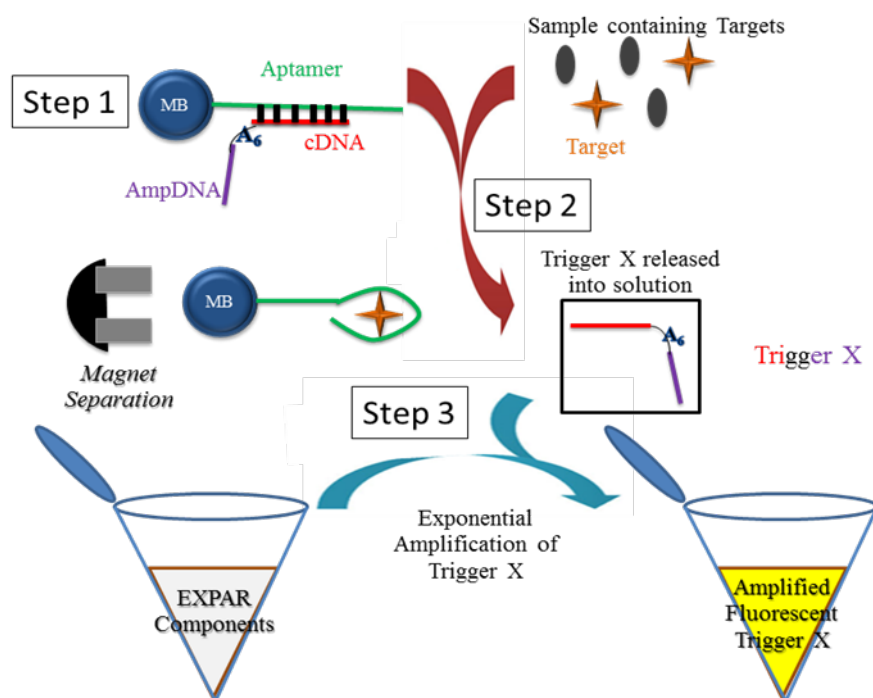 Sample containing Targets
Step 1
Aptamer
MB
A6
cDNA
AmpDNA
Target
Step 2
Trigger X released
into solution
MB
A6
Trigger X
Magnet
Separation
Step 3
Exponential
Amplification of
Trigger X
EXPAR
Components
Amplified
Fluorescent
Trigger X